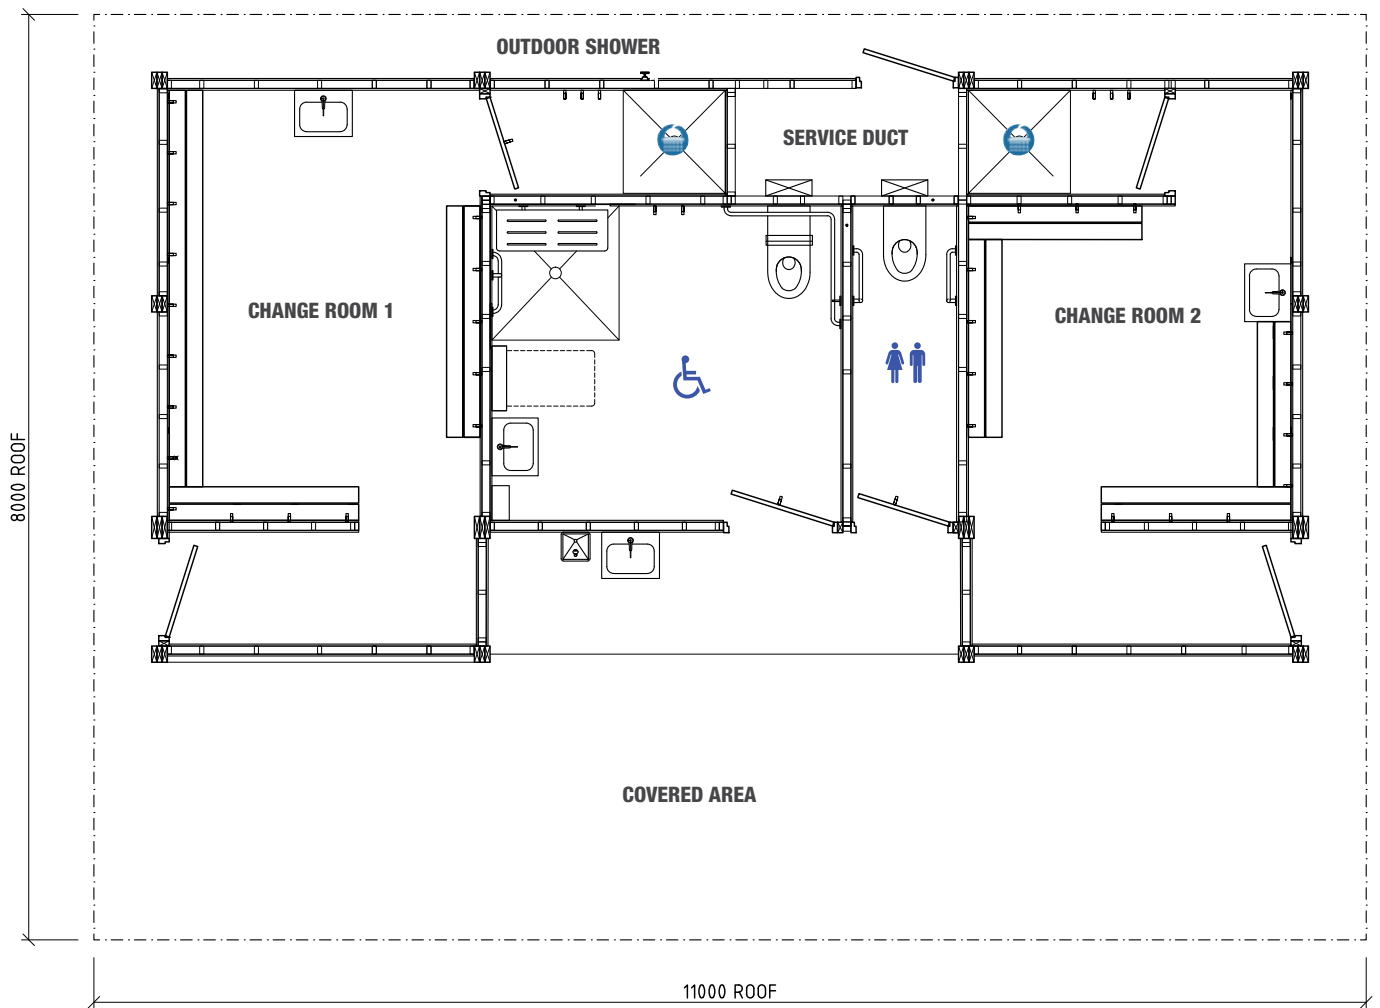 OUTDOOR SHOWER
SERVICE DUCT
CHANGE ROOM 1
CHANGE ROOM 2
8000 ROOF
COVERED AREA
11000 ROOF